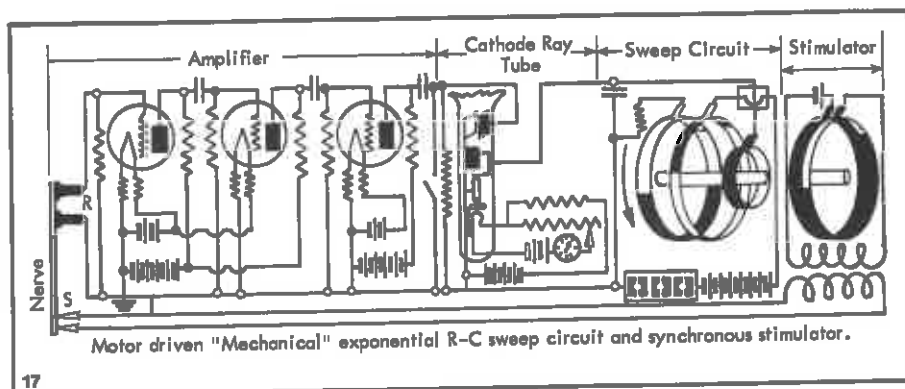 Amplifier
Cathode Ray
Tube
Sweep Circuit
Stimulator
R
Nerve
S
Motor driven "Mechanical" exponential R-C sweep circuit and synchronous stimulator.
17